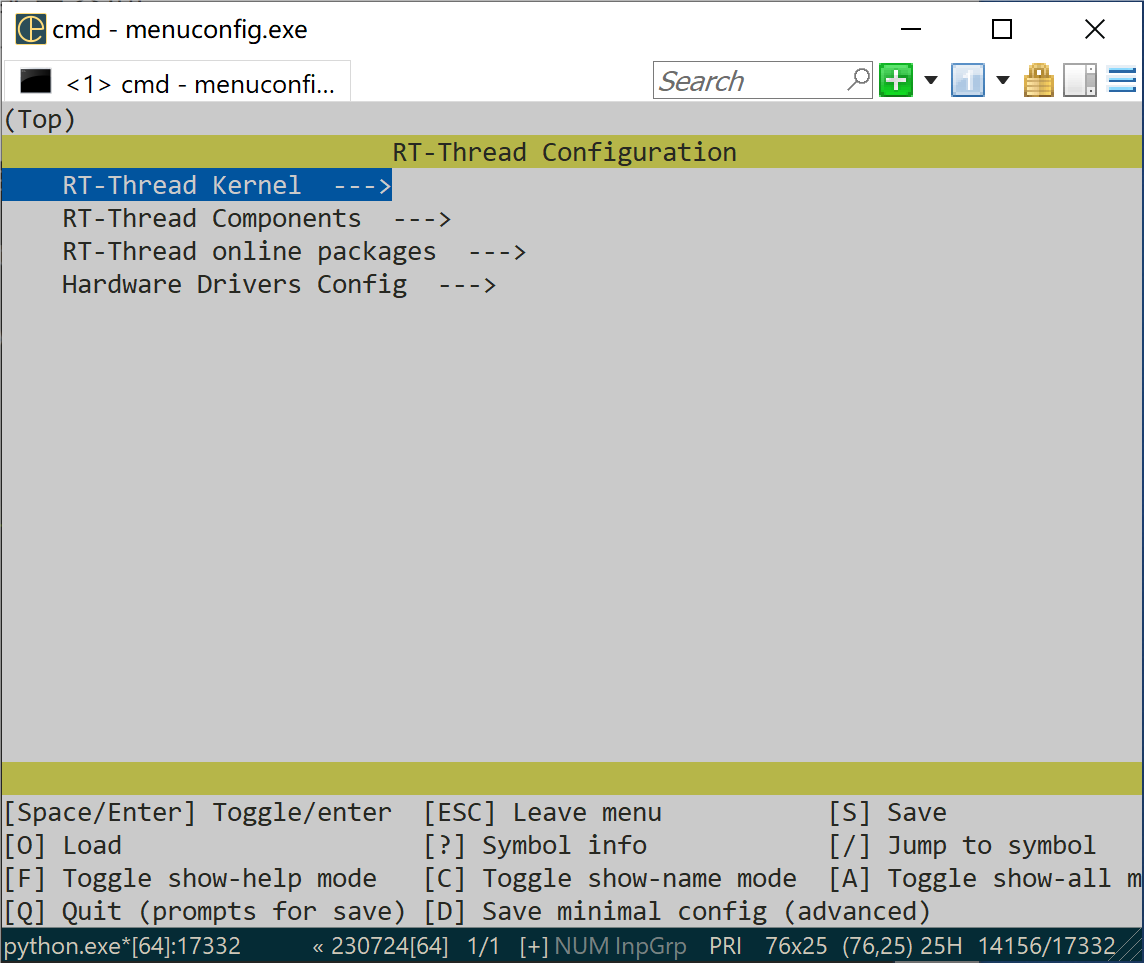 cmd - menuconfig.exe
<1> cmd - menuconfi...
Search
1
(Top)
RT-Thread Configuration
RT-Thread Kernel  --->
RT-Thread Components  --->
RT-Thread online packages  --->
Hardware Drivers Config  --->
[Space/Enter] Toggle/enter  [ESC] Leave menu  [S] Save
[O] Load  [?] Symbol info  [/] Jump to symbol
[F] Toggle show-help mode  [C] Toggle show-name mode  [A] Toggle show-all m
[Q] Quit (prompts for save)  [D] Save minimal config (advanced)
python.exe*[64]:17332  « 230724[64]  1/1  [+] NUM InpGrp  PRI  76x25  (76,25) 25H  14156/17332